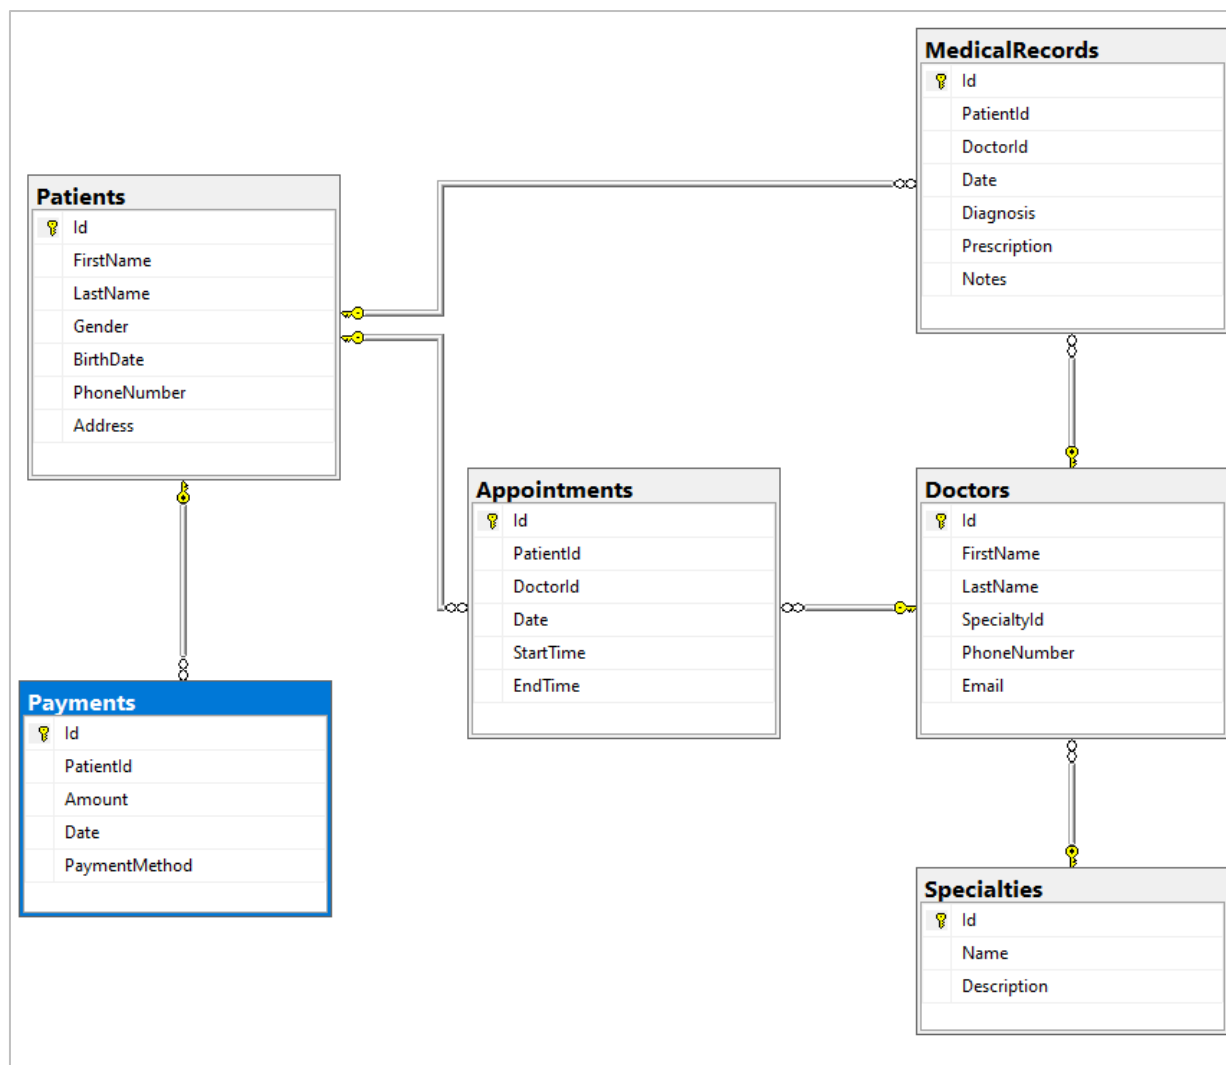 MedicalRecords
Id
PatientId
DoctorId
Date
Diagnosis
Prescription
Notes
Patients
Id
FirstName
LastName
Gender
BirthDate
PhoneNumber
Address
Appointments
Id
PatientId
DoctorId
Date
StartTime
EndTime
Doctors
Id
FirstName
LastName
SpecialtyId
PhoneNumber
Email
Payments
Id
PatientId
Amount
Date
PaymentMethod
Specialties
Id
Name
Description